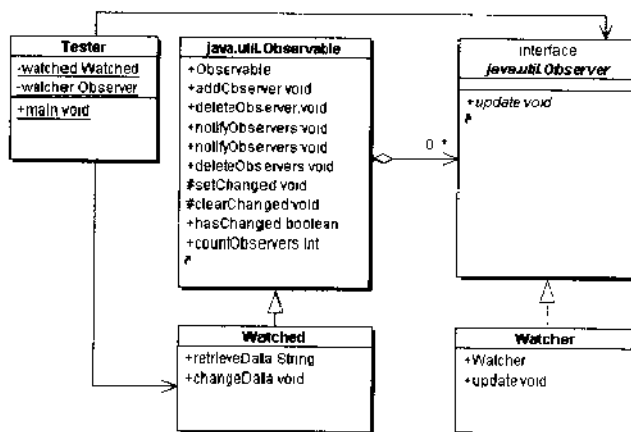 Tester
-watched Watched
-walcher Observer
+main void
java.util.Observable
+Observable
+addObserver void
+deleteObserver.void
+notifyObservers void
+notifyObservers void
+deleteObservers void
#setChanged void
#clearChanged void
+hasChanged boolean
+countObservers Int
0 *
interface
java.util.Observer
+update void
Watched
+retrieveData String
+changeData void
Watcher
+Watcher
+update void